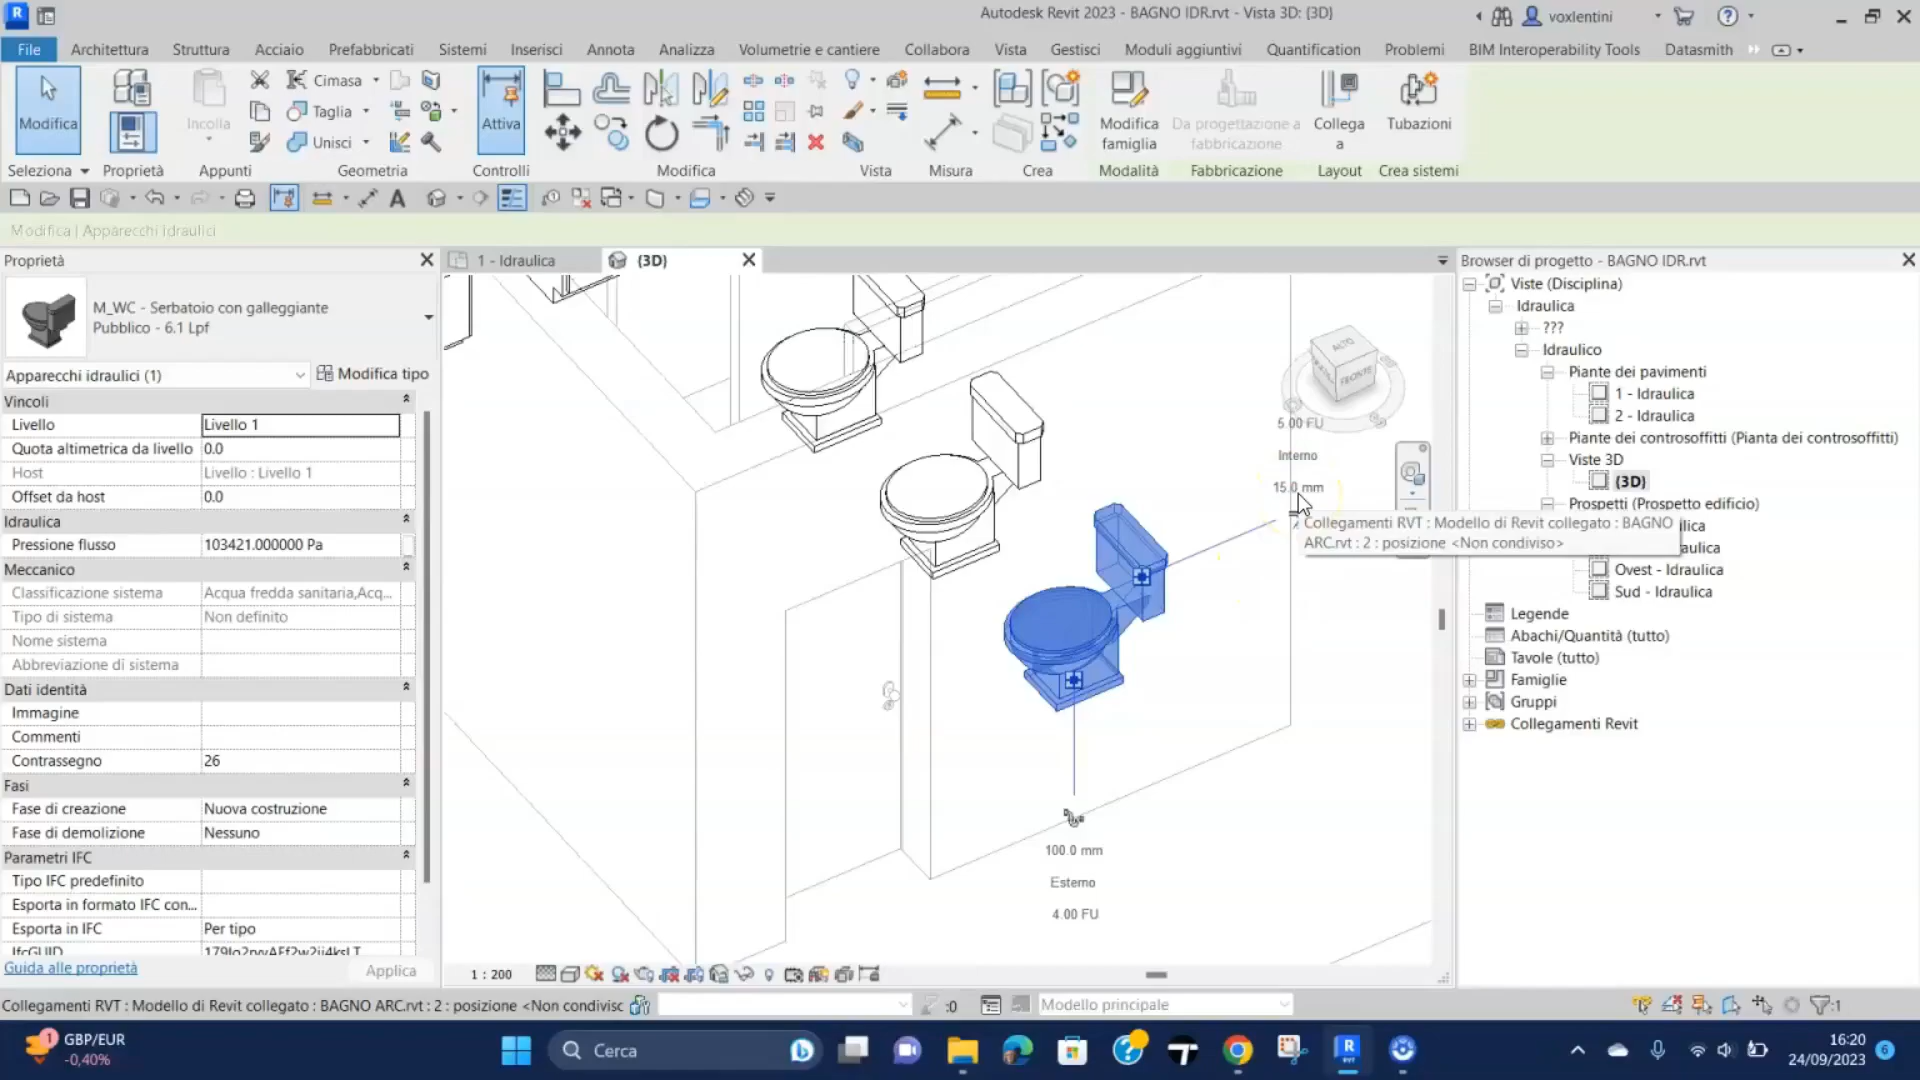 Autodesk Revit 2023 - BAGNO IDR.rvt - Vista 3D: {3D}
voxlentini
File Architettura Struttura Acciaio Prefabbricati Sistemi Inserisci Annota Analizza Volumetrie e cantiere Collabora Vista Gestisci Moduli aggiuntivi Quantification Problemi BIM Interoperability Tools Datasmith
Modifica
Incolla
Cimasa
Taglia
Unisci
Attiva
Modifica
famiglia
Da progettazione a
fabbricazione
Collega
a
Tubazioni
Seleziona Proprietà Appunti Geometria Controlli Modifica Vista Misura Crea Modalità Fabbricazione Layout Crea sistemi
Modifica | Apparecchi idraulici
Proprietà
M_WC - Serbatoio con galleggiante
Pubblico - 6.1 Lpf
Apparecchi idraulici (1)
Modifica tipo
Vincoli
Livello Livello 1
Quota altimetrica da livello 0.0
Host Livello : Livello 1
Offset da host 0.0
Idraulica
Pressione flusso 103421.000000 Pa
Meccanico
Classificazione sistema Acqua fredda sanitaria,Acq...
Tipo di sistema Non definito
Nome sistema
Abbreviazione di sistema
Dati identità
Immagine
Commenti
Contrassegno 26
Fasi
Fase di creazione Nuova costruzione
Fase di demolizione Nessuno
Parametri IFC
Tipo IFC predefinito
Esporta in formato IFC con...
Esporta in IFC Per tipo
IfcGUID
Guida alle proprietà
Applica
1 - Idraulica
{3D}
ALTO
FRONTE
5.00 FU
Interno
15.0 mm
Collegamenti RVT : Modello di Revit collegato : BAGNO
ARC.rvt : 2 : posizione <Non condiviso>
100.0 mm
Esterno
4.00 FU
1 : 200
Browser di progetto - BAGNO IDR.rvt
Viste (Disciplina)
Idraulica
???
Idraulico
Piante dei pavimenti
1 - Idraulica
2 - Idraulica
Piante dei controsoffitti (Pianta dei controsoffitti)
Viste 3D
{3D}
Prospetti (Prospetto edificio)
lica
aulica
Ovest - Idraulica
Sud - Idraulica
Legende
Abachi/Quantità (tutto)
Tavole (tutto)
Famiglie
Gruppi
Collegamenti Revit
Collegamenti RVT : Modello di Revit collegato : BAGNO ARC.rvt : 2 : posizione <Non condivisc
:0
Modello principale
:1
1
GBP/EUR
-0,40%
Cerca
16:20
24/09/2023
6